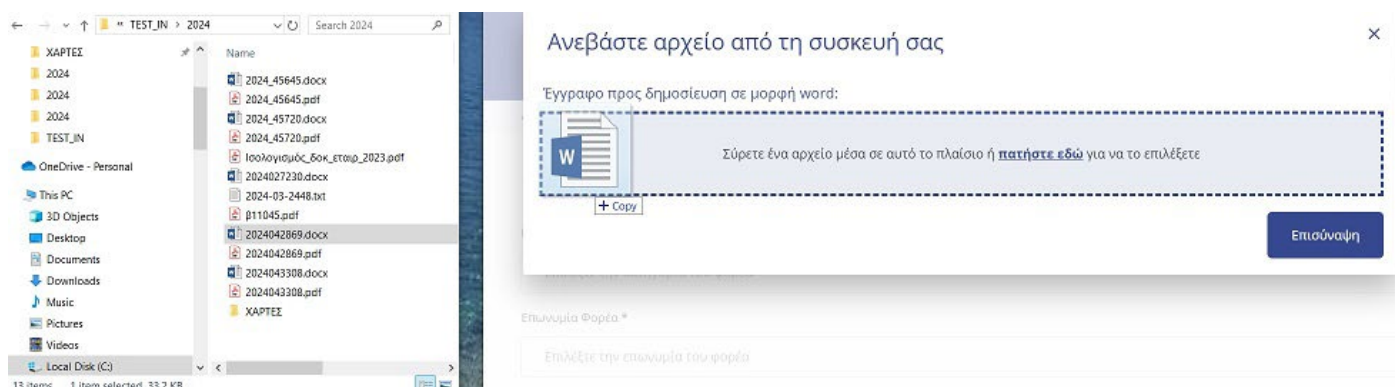 « TEST_IN > 2024
Search 2024
ΧΑΡΤΕΣ
2024
2024
2024
TEST_IN
OneDrive - Personal
This PC
3D Objects
Desktop
Documents
Downloads
Music
Pictures
Videos
Local Disk (C:)
13 items 1 item selected 33,2 KB
Name
2024_45645.docx
2024_45645.pdf
2024_45720.docx
2024_45720.pdf
Ισολογισμός_δοκ_εταιρ_2023.pdf
2024027230.docx
2024-03-2448.txt
β11045.pdf
2024042869.docx
2024042869.pdf
2024043308.docx
2024043308.pdf
ΧΑΡΤΕΣ
Ανεβάστε αρχείο από τη συσκευή σας
×
Έγγραφο προς δημοσίευση σε μορφή word:
W
Σύρετε ένα αρχείο μέσα σε αυτό το πλαίσιο ή πατήστε εδώ για να το επιλέξετε
+ Copy
Επισύναψη
Επωνυμία Φορέα *
Επιλέξτε την επωνυμία του φορέα